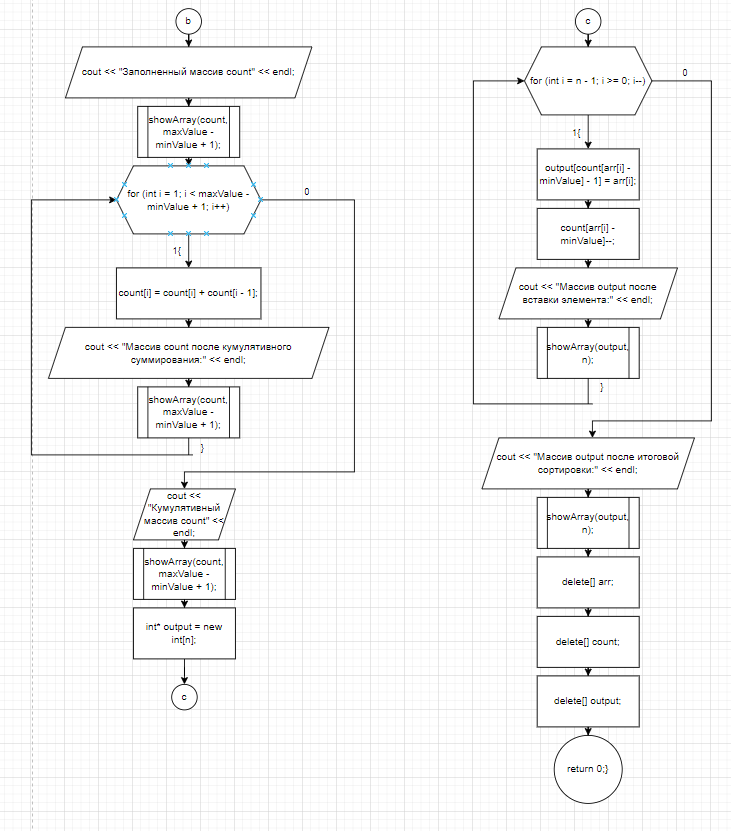 b
cout << "Заполненный массив count" << endl;
showArray(count,
maxValue -
minValue + 1);
for (int i = 1; i < maxValue -
minValue + 1; i++)
0
1{
count[i] = count[i] + count[i - 1];
cout << "Массив count после кумулятивного
суммирования:" << endl;
showArray(count,
maxValue -
minValue + 1);
}
cout <<
"Кумулятивный
массив count" <<
endl;
showArray(count,
maxValue -
minValue + 1);
int* output = new
int[n];
c
c
for (int i = n - 1; i >= 0; i--)
0
1{
output[count[arr[i] -
minValue] - 1] = arr[i];
count[arr[i] -
minValue]--;
cout << "Массив output после
вставки элемента:" << endl;
showArray(output,
n);
}
cout << "Массив output после итоговой
сортировки:" << endl;
showArray(output,
n);
delete[] arr;
delete[] count;
delete[] output;
return 0;}